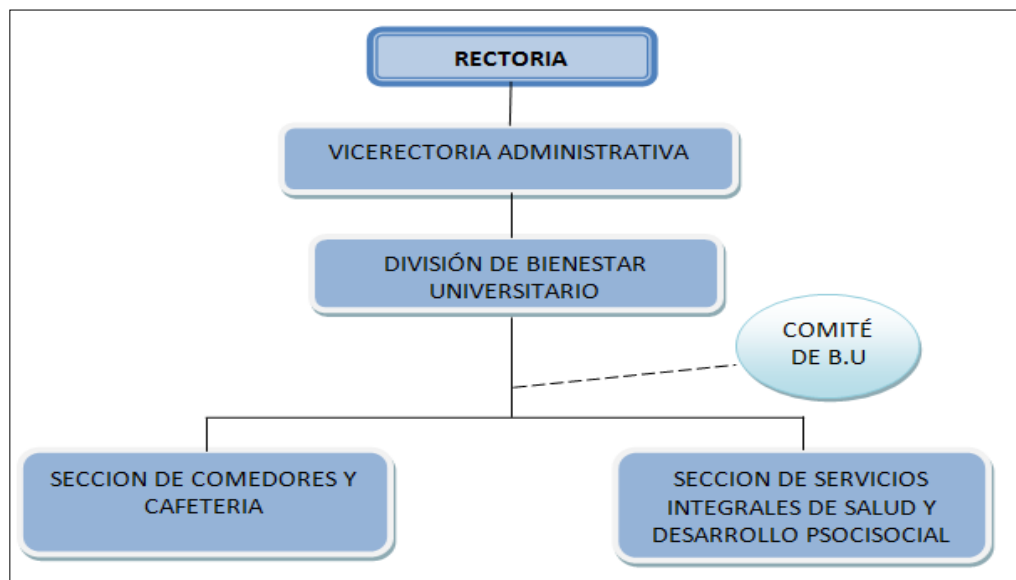 RECTORIA
VICERECTORIA ADMINISTRATIVA
DIVISIÓN DE BIENESTAR
UNIVERSITARIO
COMITÉ
DE B.U
SECCION DE COMEDORES Y
CAFETERIA
SECCION DE SERVICIOS
INTEGRALES DE SALUD Y
DESARROLLO PSOCISOCIAL